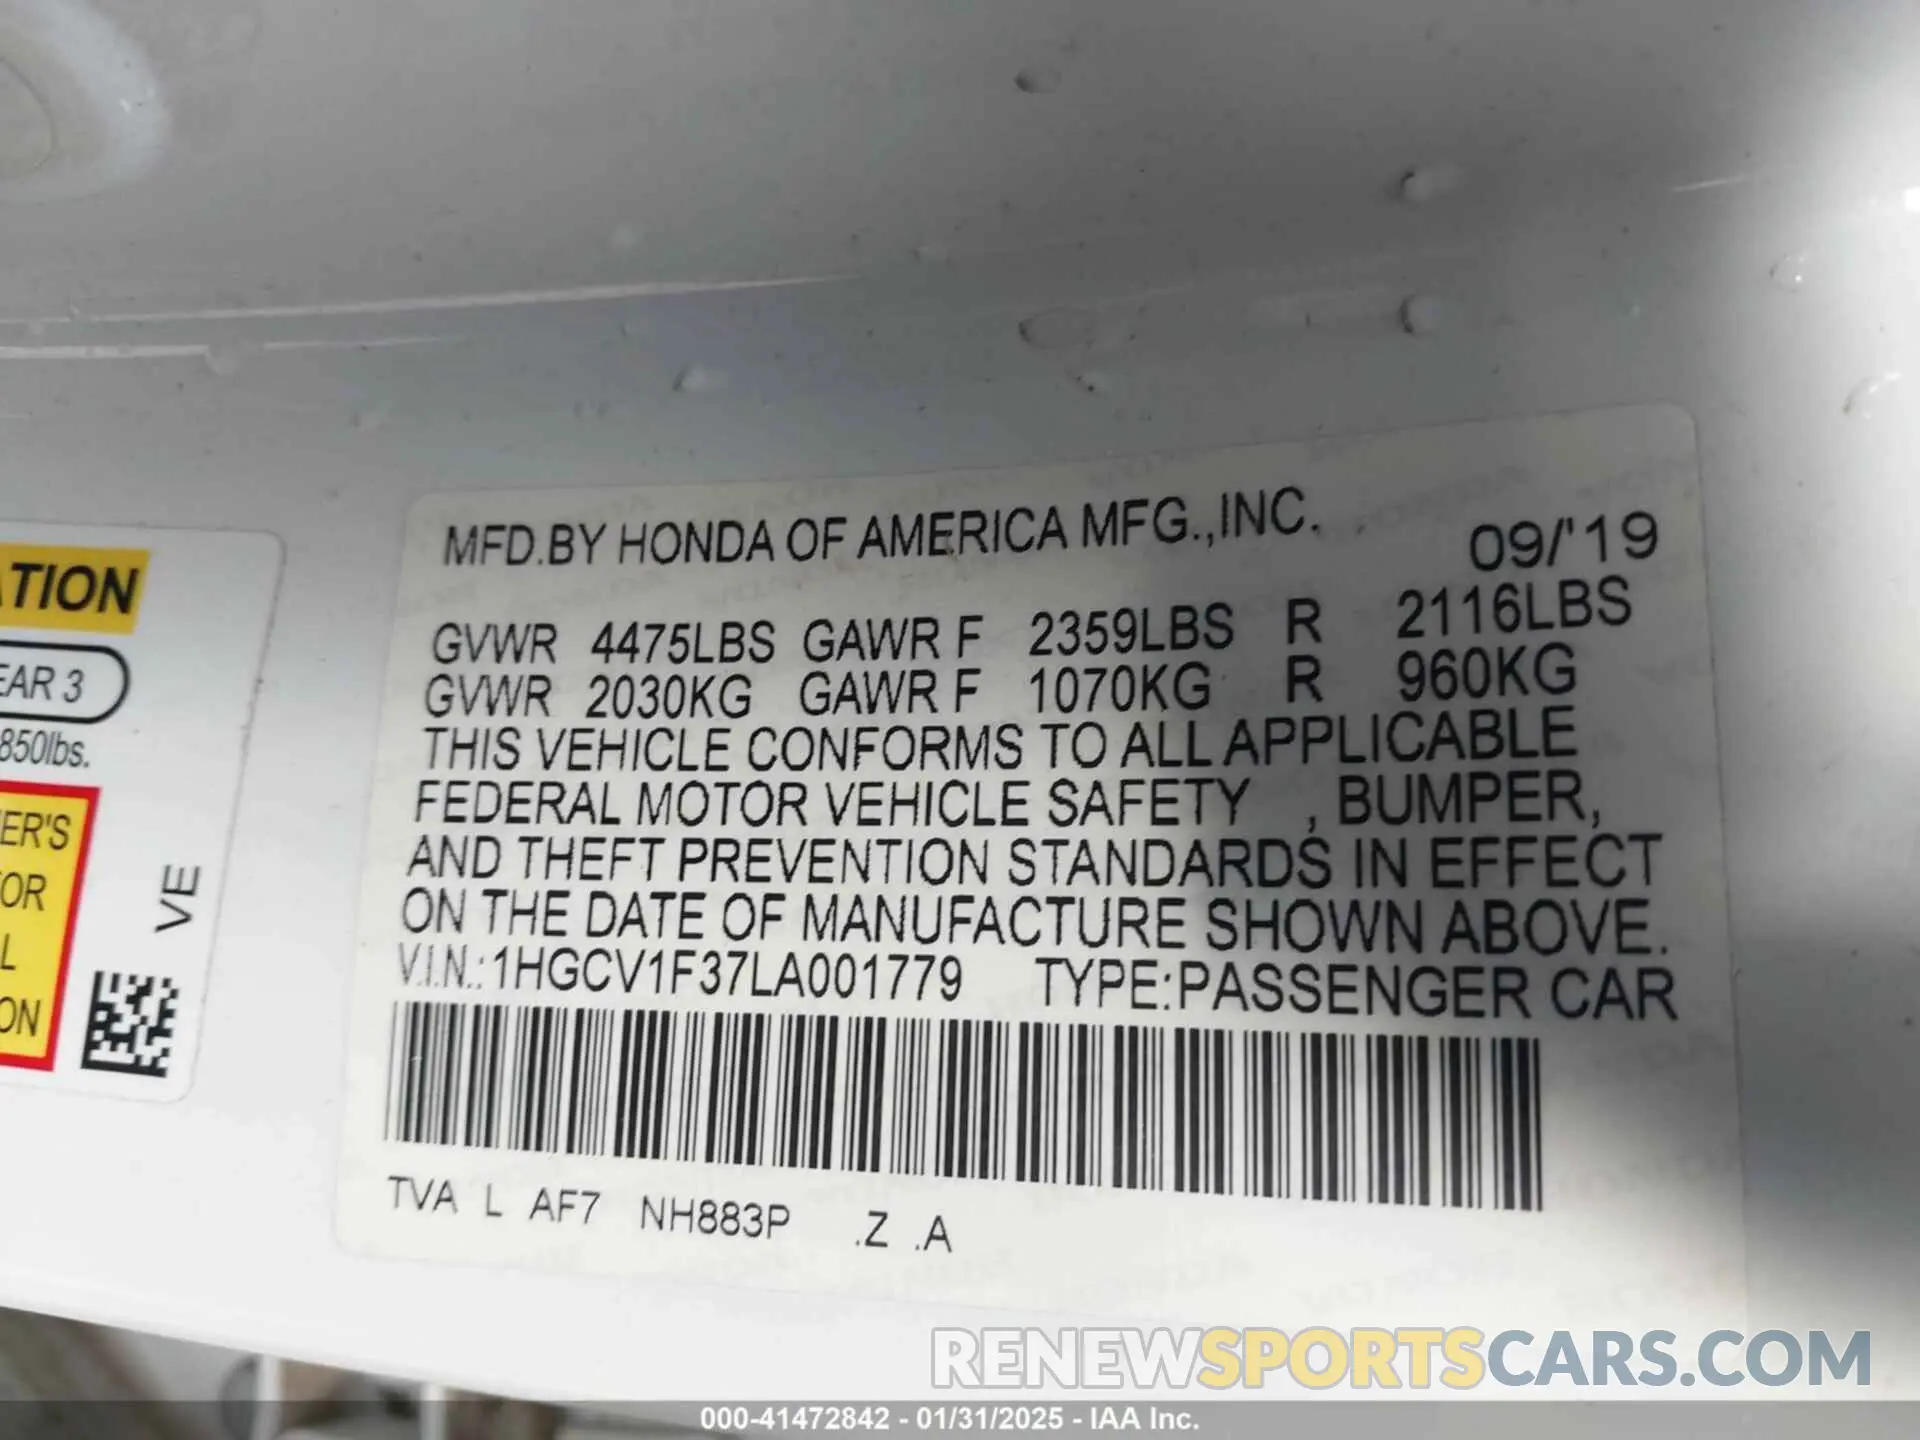 MFD.BY HONDA OF AMERICA MFG.,INC. 09/'19
GVWR 4475LBS GAWR F 2359LBS R 2116LBS
GVWR 2030KG GAWR F 1070KG R 960KG
THIS VEHICLE CONFORMS TO ALL APPLICABLE
FEDERAL MOTOR VEHICLE SAFETY , BUMPER,
AND THEFT PREVENTION STANDARDS IN EFFECT
ON THE DATE OF MANUFACTURE SHOWN ABOVE.
V.I.N.:1HGCV1F37LA001779 TYPE:PASSENGER CAR
TVA L AF7 NH883P .Z .A
ATION
EAR 3
850lbs.
ER'S
OR
L
ON
VE
RENEWSPORTSCARS.COM
000-41472842 - 01/31/2025 - IAA Inc.